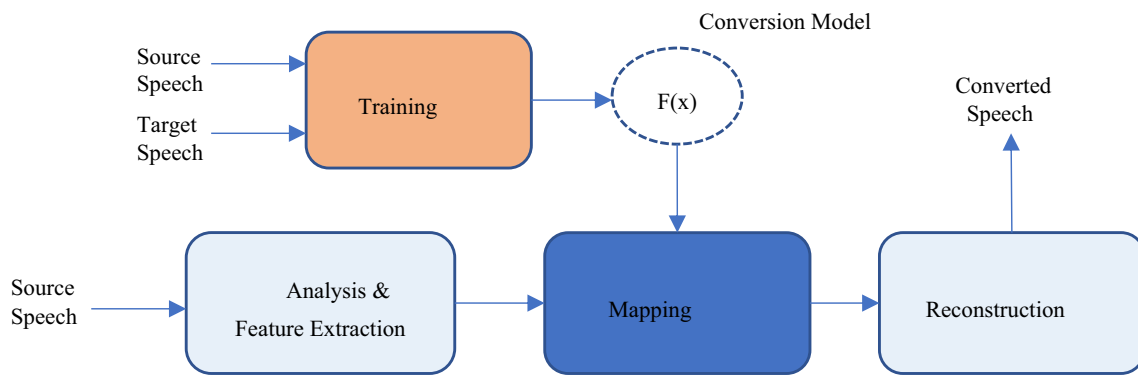 Conversion Model
Source
Speech
Training
F(x)
Target
Speech
Converted
Speech
Source
Speech
Analysis &
Feature Extraction
Mapping
Reconstruction